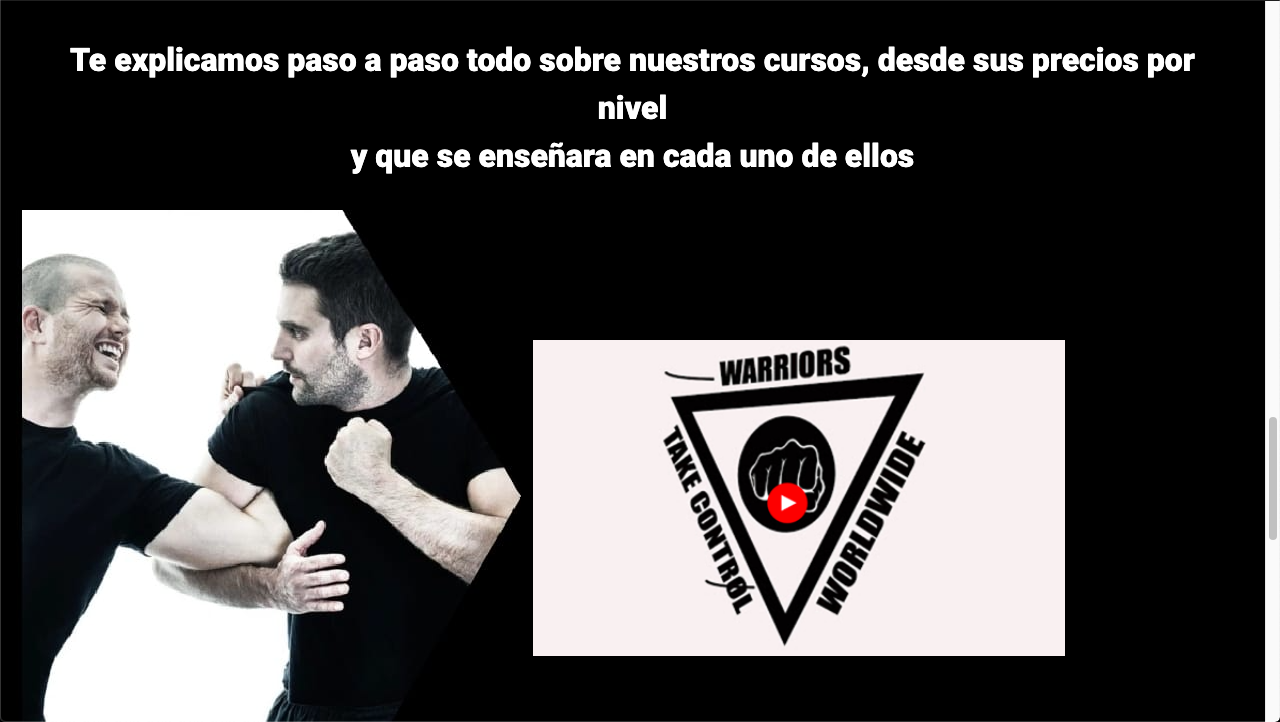 Te explicamos paso a paso todo sobre nuestros cursos, desde sus precios por
nivel
y que se enseñara en cada uno de ellos
WARRIORS
TAKE CONTROL
WORLDWIDE